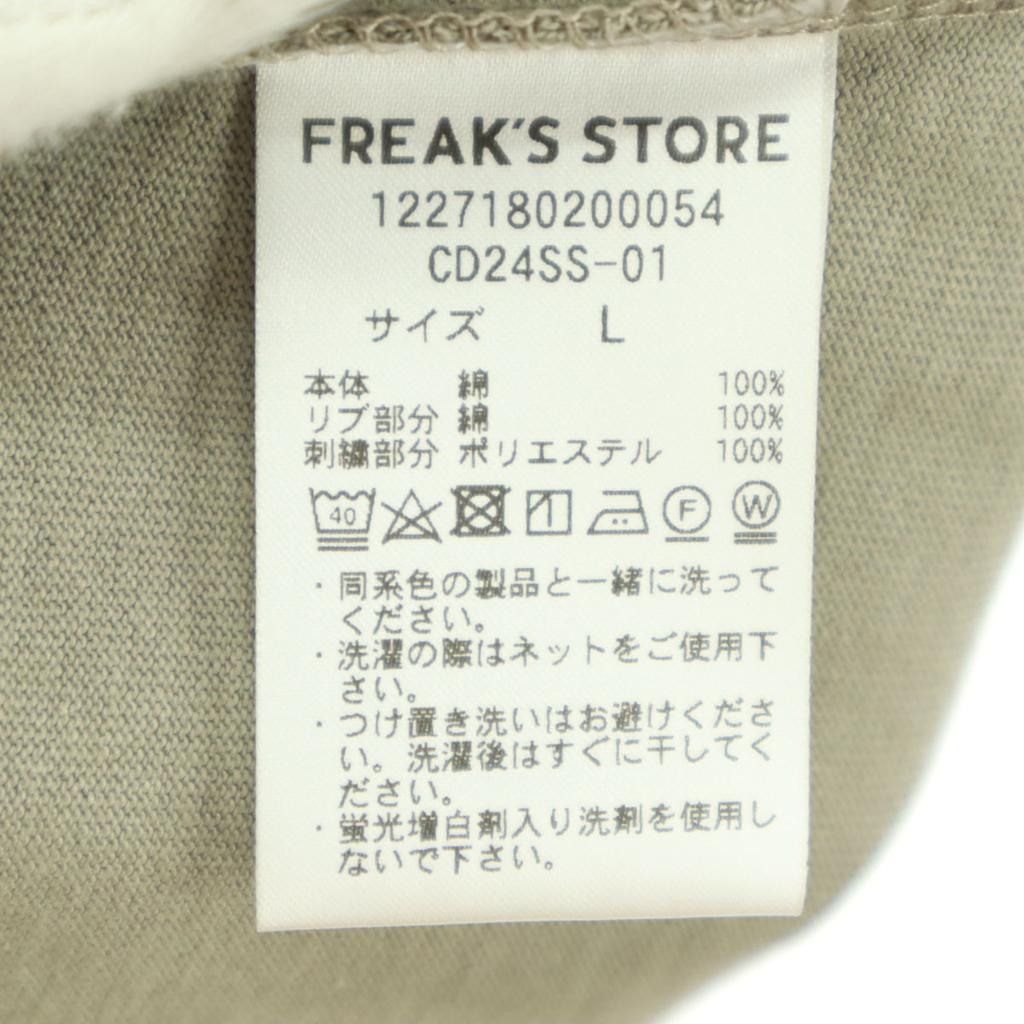 FREAK'S STORE
1227180200054
CD24SS-01
サイズ L
本体 綿 100%
リブ部分 綿 100%
刺繍部分 ポリエステル 100%
40 F W
・同系色の製品と一緒に洗って
ください。
・洗濯の際はネットをご使用下
さい。
・つけ置き洗いはお避けくださ
い。洗濯後はすぐに干してく
ださい。
・蛍光増白剤入り洗剤を使用し
ないで下さい。